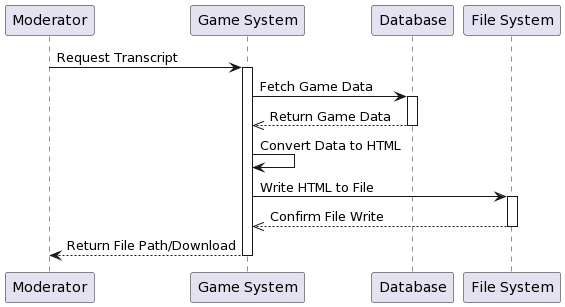 Moderator Game System Database File System
Request Transcript
Fetch Game Data
Return Game Data
Convert Data to HTML
Write HTML to File
Confirm File Write
Return File Path/Download
Moderator Game System Database File System